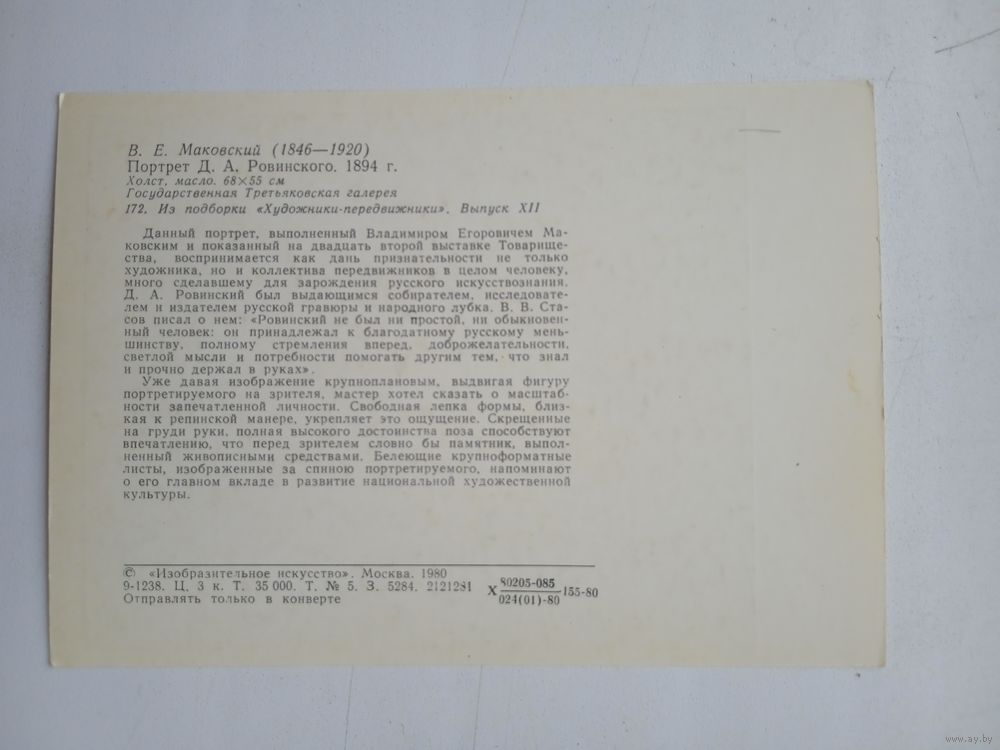 В. Е. Маковский (1846—1920)
Портрет Д. А. Ровинского. 1894 г.
Холст, масло. 68×55 см
Государственная Третьяковская галерея
172. Из подборки «Художники-передвижники». Выпуск XII
Данный портрет, выполненный Владимиром Егоровичем Ма-
ковским и показанный на двадцать второй выставке Товарище-
ства, воспринимается как дань признательности не только
художника, но и коллектива передвижников в целом человеку,
много сделавшему для зарождения русского искусствознания.
Д. А. Ровинский был выдающимся собирателем, исследовате-
лем и издателем русской гравюры и народного лубка. В. В. Ста-
сов писал о нем: «Ровинский не был ни простой, ни обыкновен-
ный человек: он принадлежал к благодатному русскому мень-
шинству, полному стремления вперед, доброжелательности,
светлой мысли и потребности помогать другим тем, что знал
и прочно держал в руках».
Уже давая изображение крупноплановым, выдвигая фигуру
портретируемого на зрителя, мастер хотел сказать о масштаб-
ности запечатленной личности. Свободная лепка формы, близ-
кая к репинской манере, укрепляет это ощущение. Скрещенные
на груди руки, полная высокого достоинства поза способствуют
впечатлению, что перед зрителем словно бы памятник, выпол-
ненный живописными средствами. Белеющие крупноформатные
листы, изображенные за спиною портретируемого, напоминают
о его главном вкладе в развитие национальной художественной
культуры.
© «Изобразительное искусство». Москва. 1980
9-1238. Ц. 3 к. Т. 35 000. Т. № 5. З. 5284. 2121281
Отправлять только в конверте
X 80205-085
024(01)-80 155-80
www.ay.by